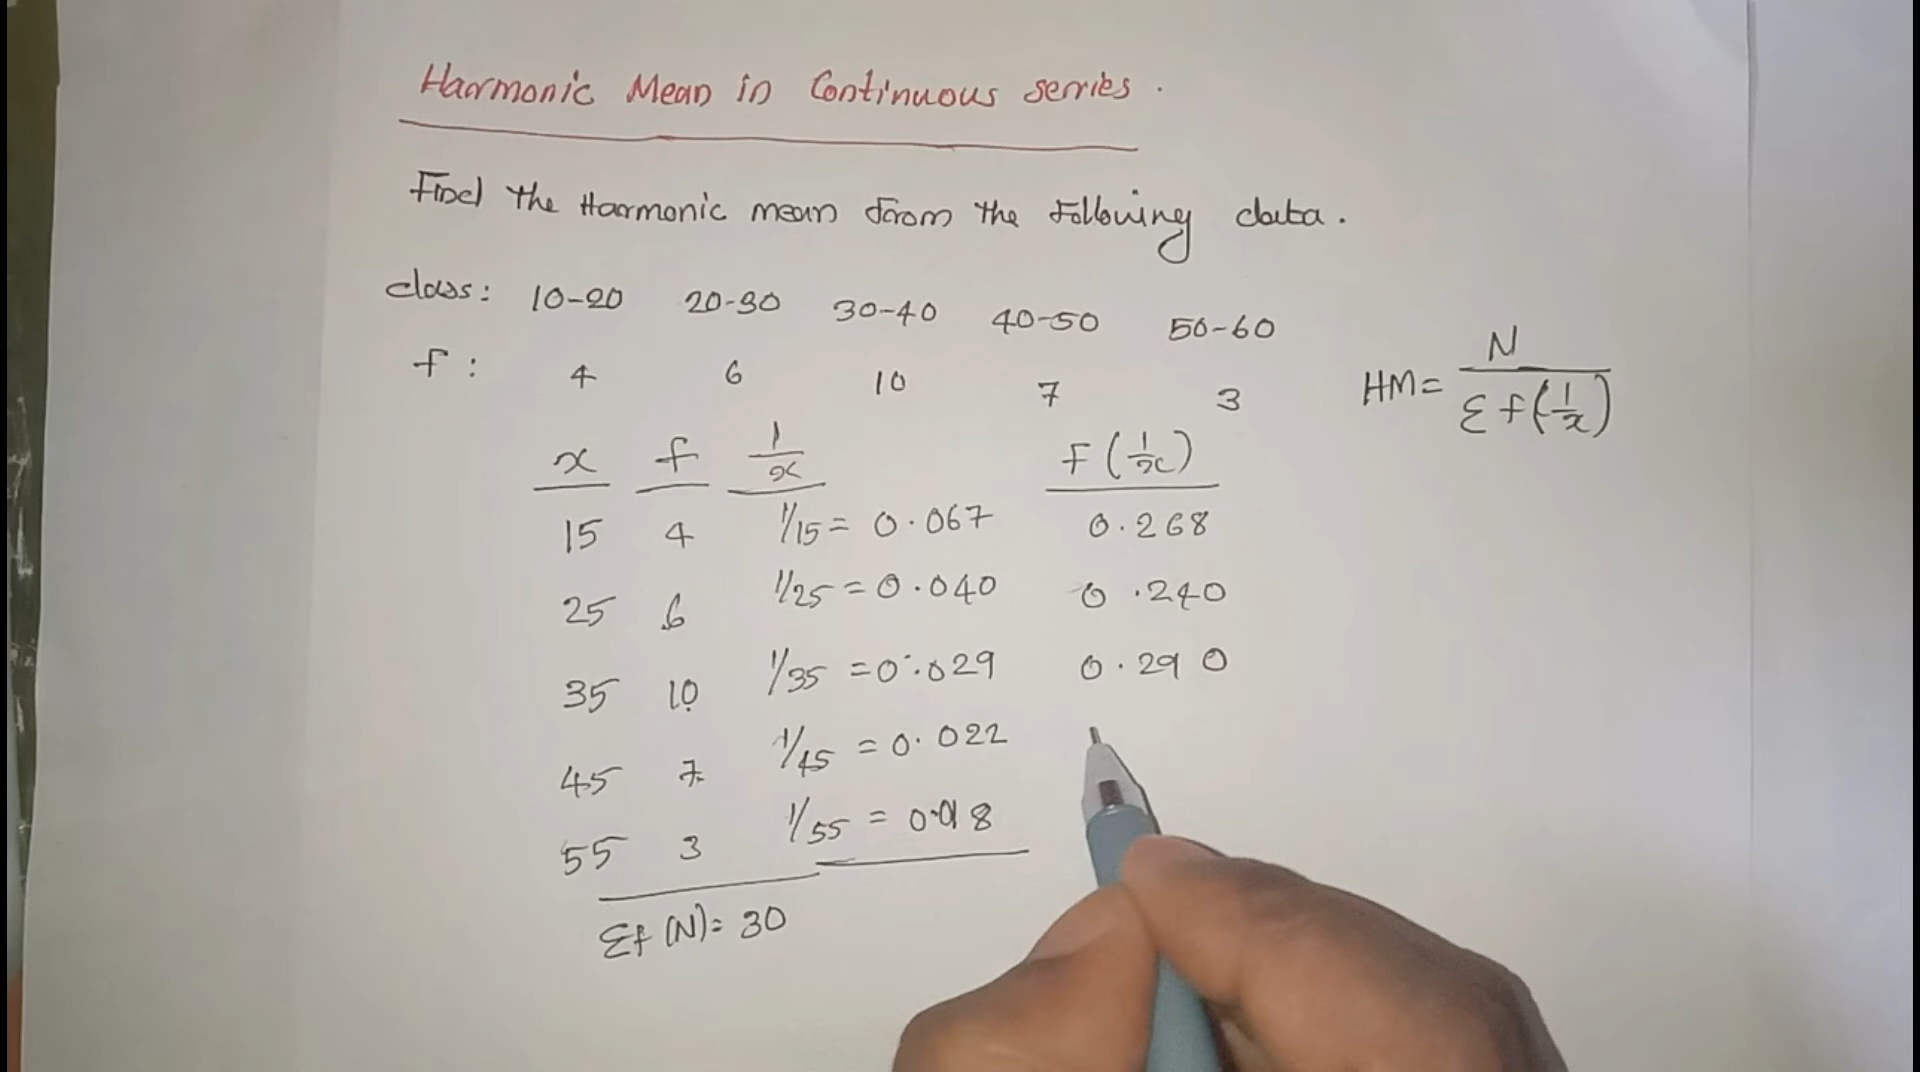 Harmonic Mean in Continuous series.
Find the Harmonic mean from the following data.
class: 10-20 20-30 30-40 40-50 50-60
f: 4 6 10 7 3
HM = N / Σf(1/x)
x f 1/x F(1/x)
15 4 1/15 = 0.067 0.268
25 6 1/25 = 0.040 0.240
35 10 1/35 = 0.029 0.290
45 7 1/45 = 0.022
55 3 1/55 = 0.018
Σf (N) = 30